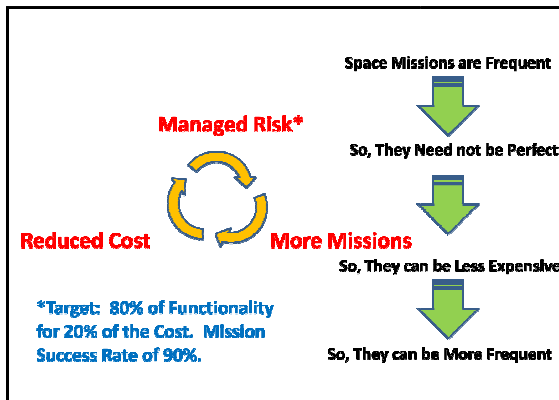 Space Missions are Frequent
Managed Risk*
So, They Need not be Perfect
Reduced Cost
More Missions
So, They can be Less Expensive
*Target: 80% of Functionality
for 20% of the Cost. Mission
Success Rate of 90%.
So, They can be More Frequent